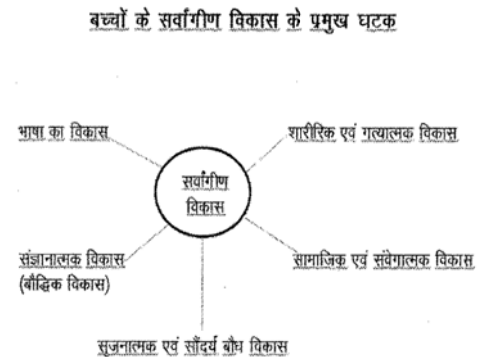 बच्चों के सर्वांगीण विकास के प्रमुख घटक
भाषा का विकास
शारीरिक एवं गत्यात्मक विकास
सर्वांगीण
विकास
संज्ञानात्मक विकास
(बौद्धिक विकास)
सामाजिक एवं संवेगात्मक विकास
सृजनात्मक एवं सौंदर्य बौध विकास